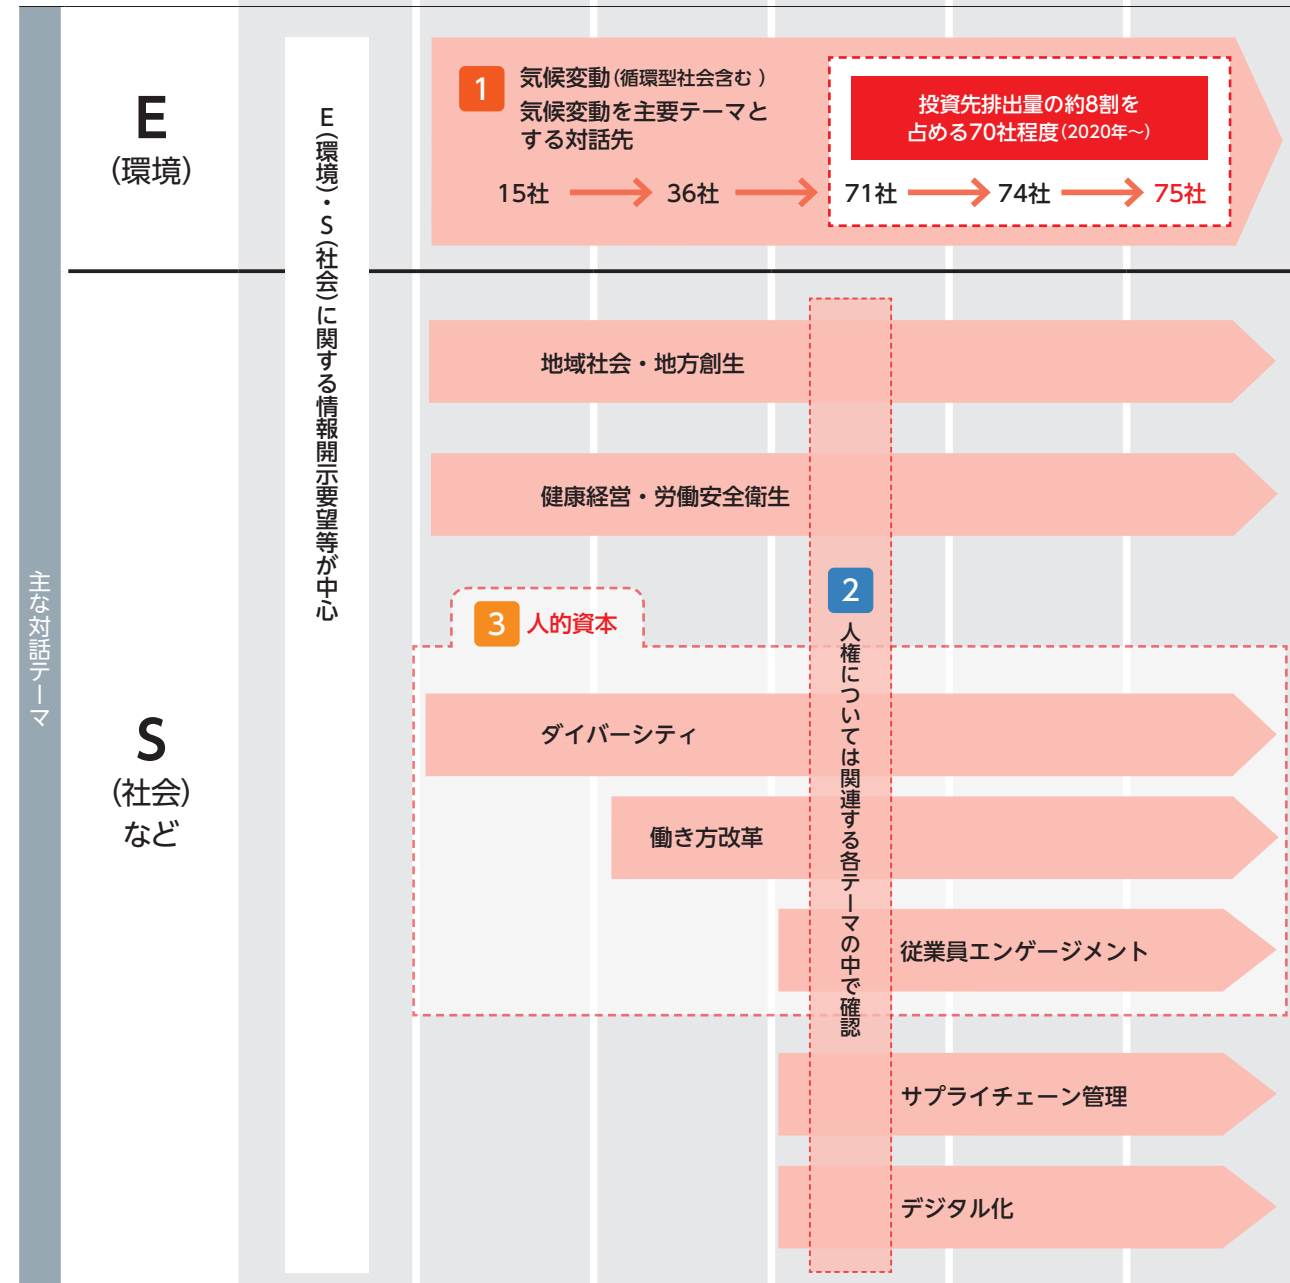 主な対話テーマ
E
(環境)
E(環境)・S(社会)に関する情報開示要望等が中心
1
気候変動(循環型社会含む)
気候変動を主要テーマと
する対話先
投資先排出量の約8割を
占める70社程度(2020年～)
15社
36社
71社
74社
75社
S
(社会)
など
地域社会・地方創生
健康経営・労働安全衛生
2
人権については関連する各テーマの中で確認
3
人的資本
ダイバーシティ
働き方改革
従業員エンゲージメント
サプライチェーン管理
デジタル化